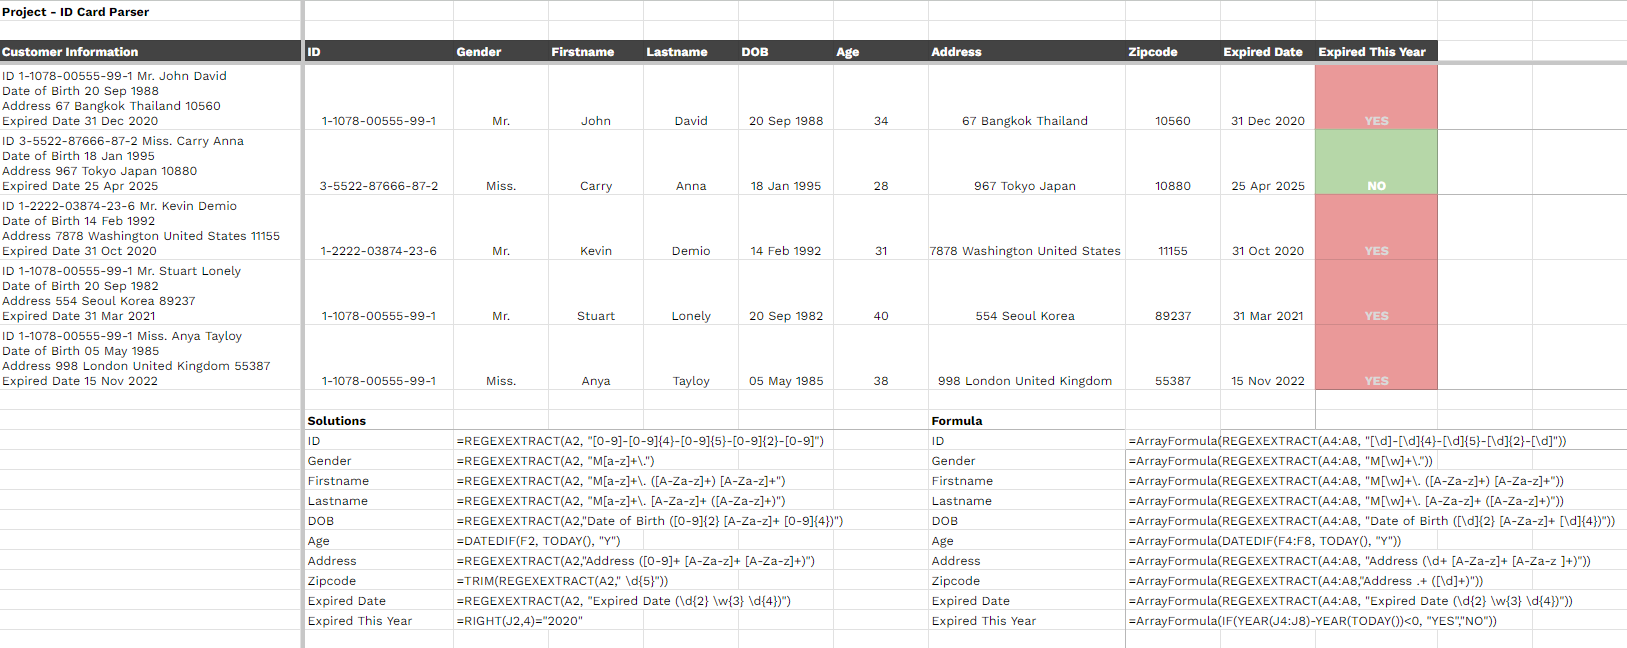 Project - ID Card Parser
Customer Information ID Gender Firstname Lastname DOB Age Address Zipcode Expired Date Expired This Year
ID 1-1078-00555-99-1 Mr. John David
Date of Birth 20 Sep 1988
Address 67 Bangkok Thailand 10560
Expired Date 31 Dec 2020
1-1078-00555-99-1 Mr. John David 20 Sep 1988 34 67 Bangkok Thailand 10560 31 Dec 2020 YES
ID 3-5522-87666-87-2 Miss. Carry Anna
Date of Birth 18 Jan 1995
Address 967 Tokyo Japan 10880
Expired Date 25 Apr 2025
3-5522-87666-87-2 Miss. Carry Anna 18 Jan 1995 28 967 Tokyo Japan 10880 25 Apr 2025 NO
ID 1-2222-03874-23-6 Mr. Kevin Demio
Date of Birth 14 Feb 1992
Address 7878 Washington United States 11155
Expired Date 31 Oct 2020
1-2222-03874-23-6 Mr. Kevin Demio 14 Feb 1992 31 7878 Washington United States 11155 31 Oct 2020 YES
ID 1-1078-00555-99-1 Mr. Stuart Lonely
Date of Birth 20 Sep 1982
Address 554 Seoul Korea 89237
Expired Date 31 Mar 2021
1-1078-00555-99-1 Mr. Stuart Lonely 20 Sep 1982 40 554 Seoul Korea 89237 31 Mar 2021 YES
ID 1-1078-00555-99-1 Miss. Anya Tayloy
Date of Birth 05 May 1985
Address 998 London United Kingdom 55387
Expired Date 15 Nov 2022
1-1078-00555-99-1 Miss. Anya Tayloy 05 May 1985 38 998 London United Kingdom 55387 15 Nov 2022 YES
Solutions Formula
ID =REGEXEXTRACT(A2, "[0-9]-[0-9]{4}-[0-9]{5}-[0-9]{2}-[0-9]") ID =ArrayFormula(REGEXEXTRACT(A4:A8, "[\d]-[\d]{4}-[\d]{5}-[\d]{2}-[\d]"))
Gender =REGEXEXTRACT(A2, "M[a-z]+\.") Gender =ArrayFormula(REGEXEXTRACT(A4:A8, "M[\w]+\."))
Firstname =REGEXEXTRACT(A2, "M[a-z]+\. ([A-Za-z]+) [A-Za-z]+") Firstname =ArrayFormula(REGEXEXTRACT(A4:A8, "M[\w]+\. ([A-Za-z]+) [A-Za-z]+"))
Lastname =REGEXEXTRACT(A2, "M[a-z]+\. [A-Za-z]+ ([A-Za-z]+)") Lastname =ArrayFormula(REGEXEXTRACT(A4:A8, "M[\w]+\. [A-Za-z]+ ([A-Za-z]+)"))
DOB =REGEXEXTRACT(A2,"Date of Birth ([0-9]{2} [A-Za-z]+ [0-9]{4})") DOB =ArrayFormula(REGEXEXTRACT(A4:A8, "Date of Birth ([\d]{2} [A-Za-z]+ [\d]{4})"))
Age =DATEDIF(F2, TODAY(), "Y") Age =ArrayFormula(DATEDIF(F4:F8, TODAY(), "Y"))
Address =REGEXEXTRACT(A2,"Address ([0-9]+ [A-Za-z]+ [A-Za-z]+)") Address =ArrayFormula(REGEXEXTRACT(A4:A8, "Address (\d+ [A-Za-z]+ [A-Za-z ]+)"))
Zipcode =TRIM(REGEXEXTRACT(A2," \d{5}")) Zipcode =ArrayFormula(REGEXEXTRACT(A4:A8,"Address .+ ([\d]+)"))
Expired Date =REGEXEXTRACT(A2, "Expired Date (\d{2} \w{3} \d{4})") Expired Date =ArrayFormula(REGEXEXTRACT(A4:A8, "Expired Date (\d{2} \w{3} \d{4})"))
Expired This Year =RIGHT(J2,4)="2020" Expired This Year =ArrayFormula(IF(YEAR(J4:J8)-YEAR(TODAY())<0, "YES","NO"))